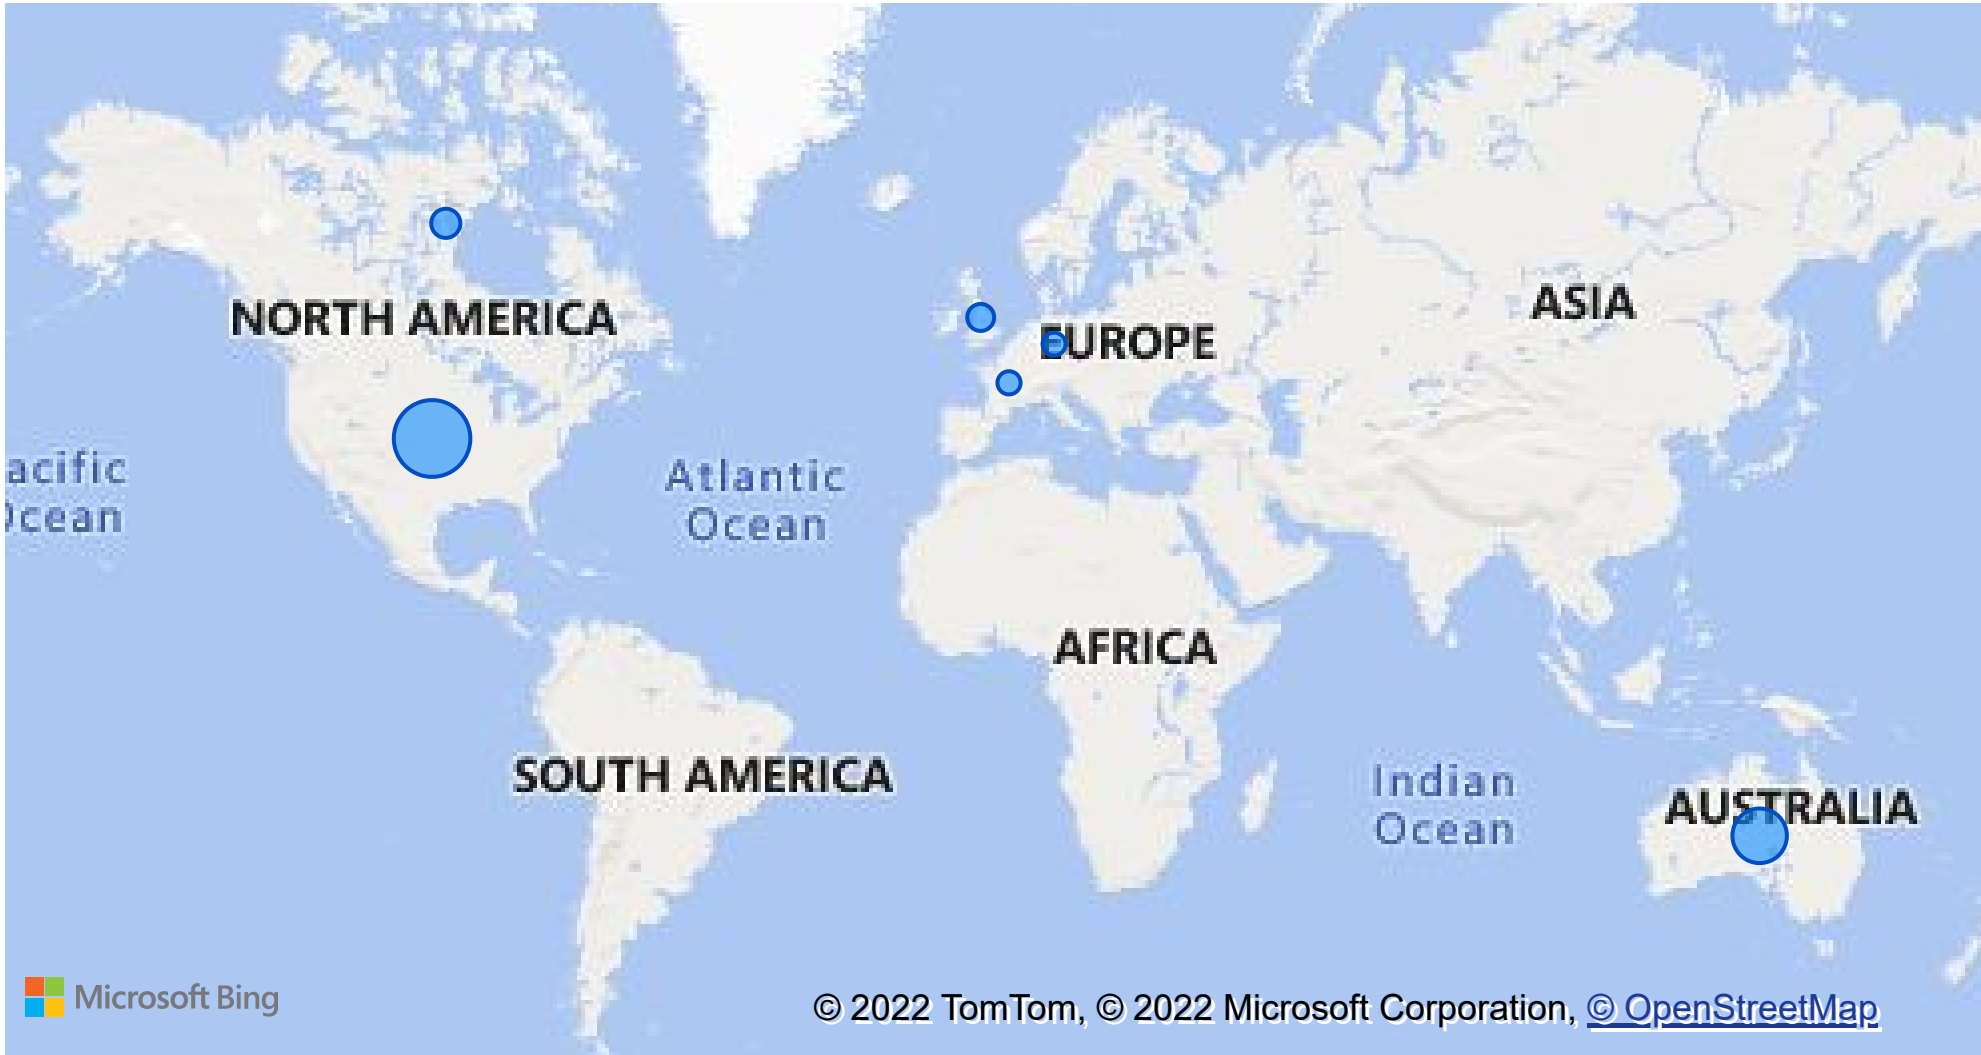 NORTH AMERICA
EUROPE
ASIA
acific
Ocean
Atlantic
Ocean
AFRICA
SOUTH AMERICA
Indian
Ocean
AUSTRALIA
Microsoft Bing
© 2022 TomTom, © 2022 Microsoft Corporation, © OpenStreetMap